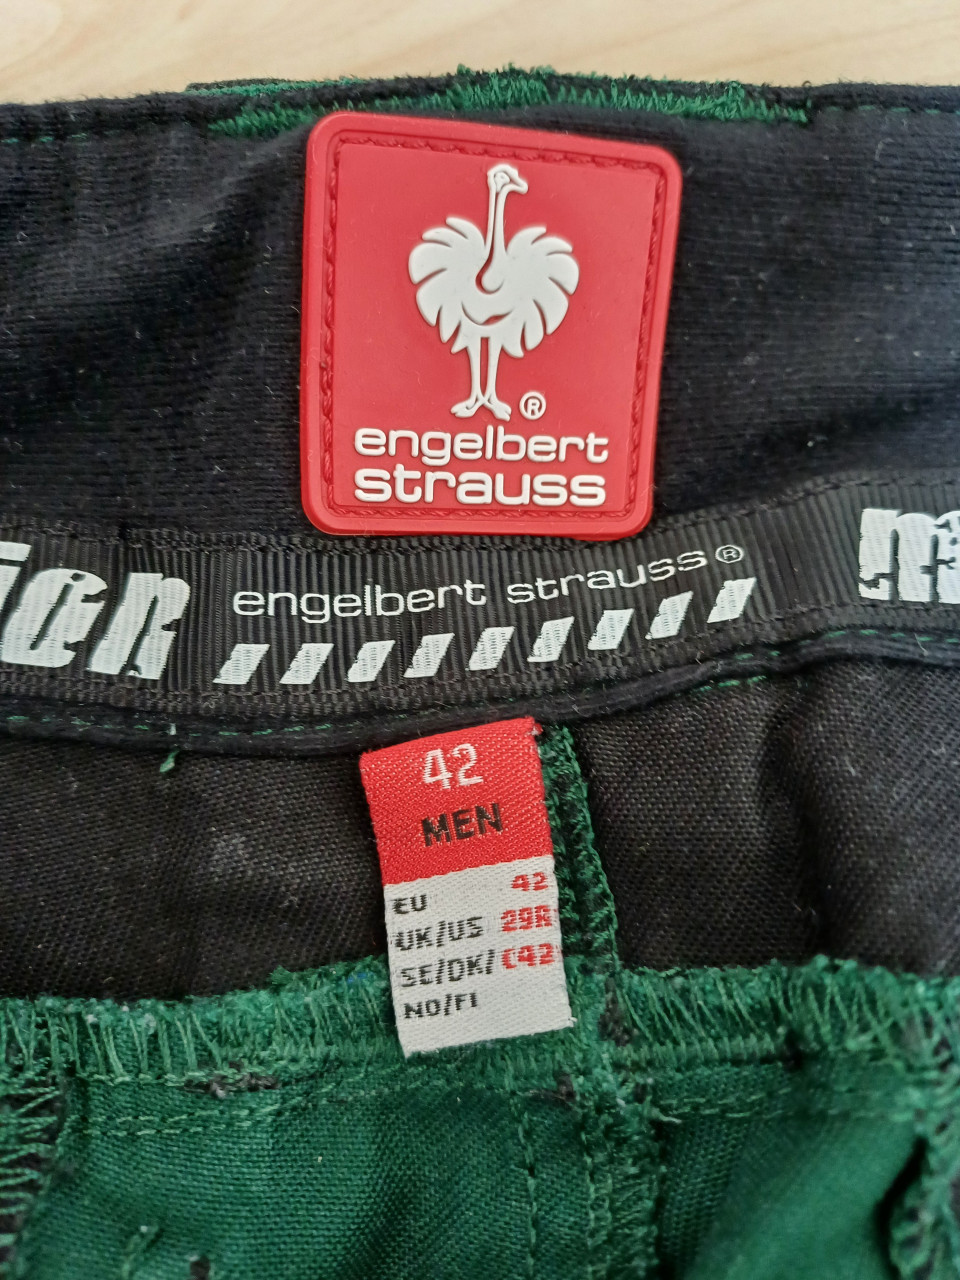 ®
engelbert
strauss
engelbert strauss®
42
MEN
EU 42
UK/US 29R
SE/DK/ C42
NO/FI